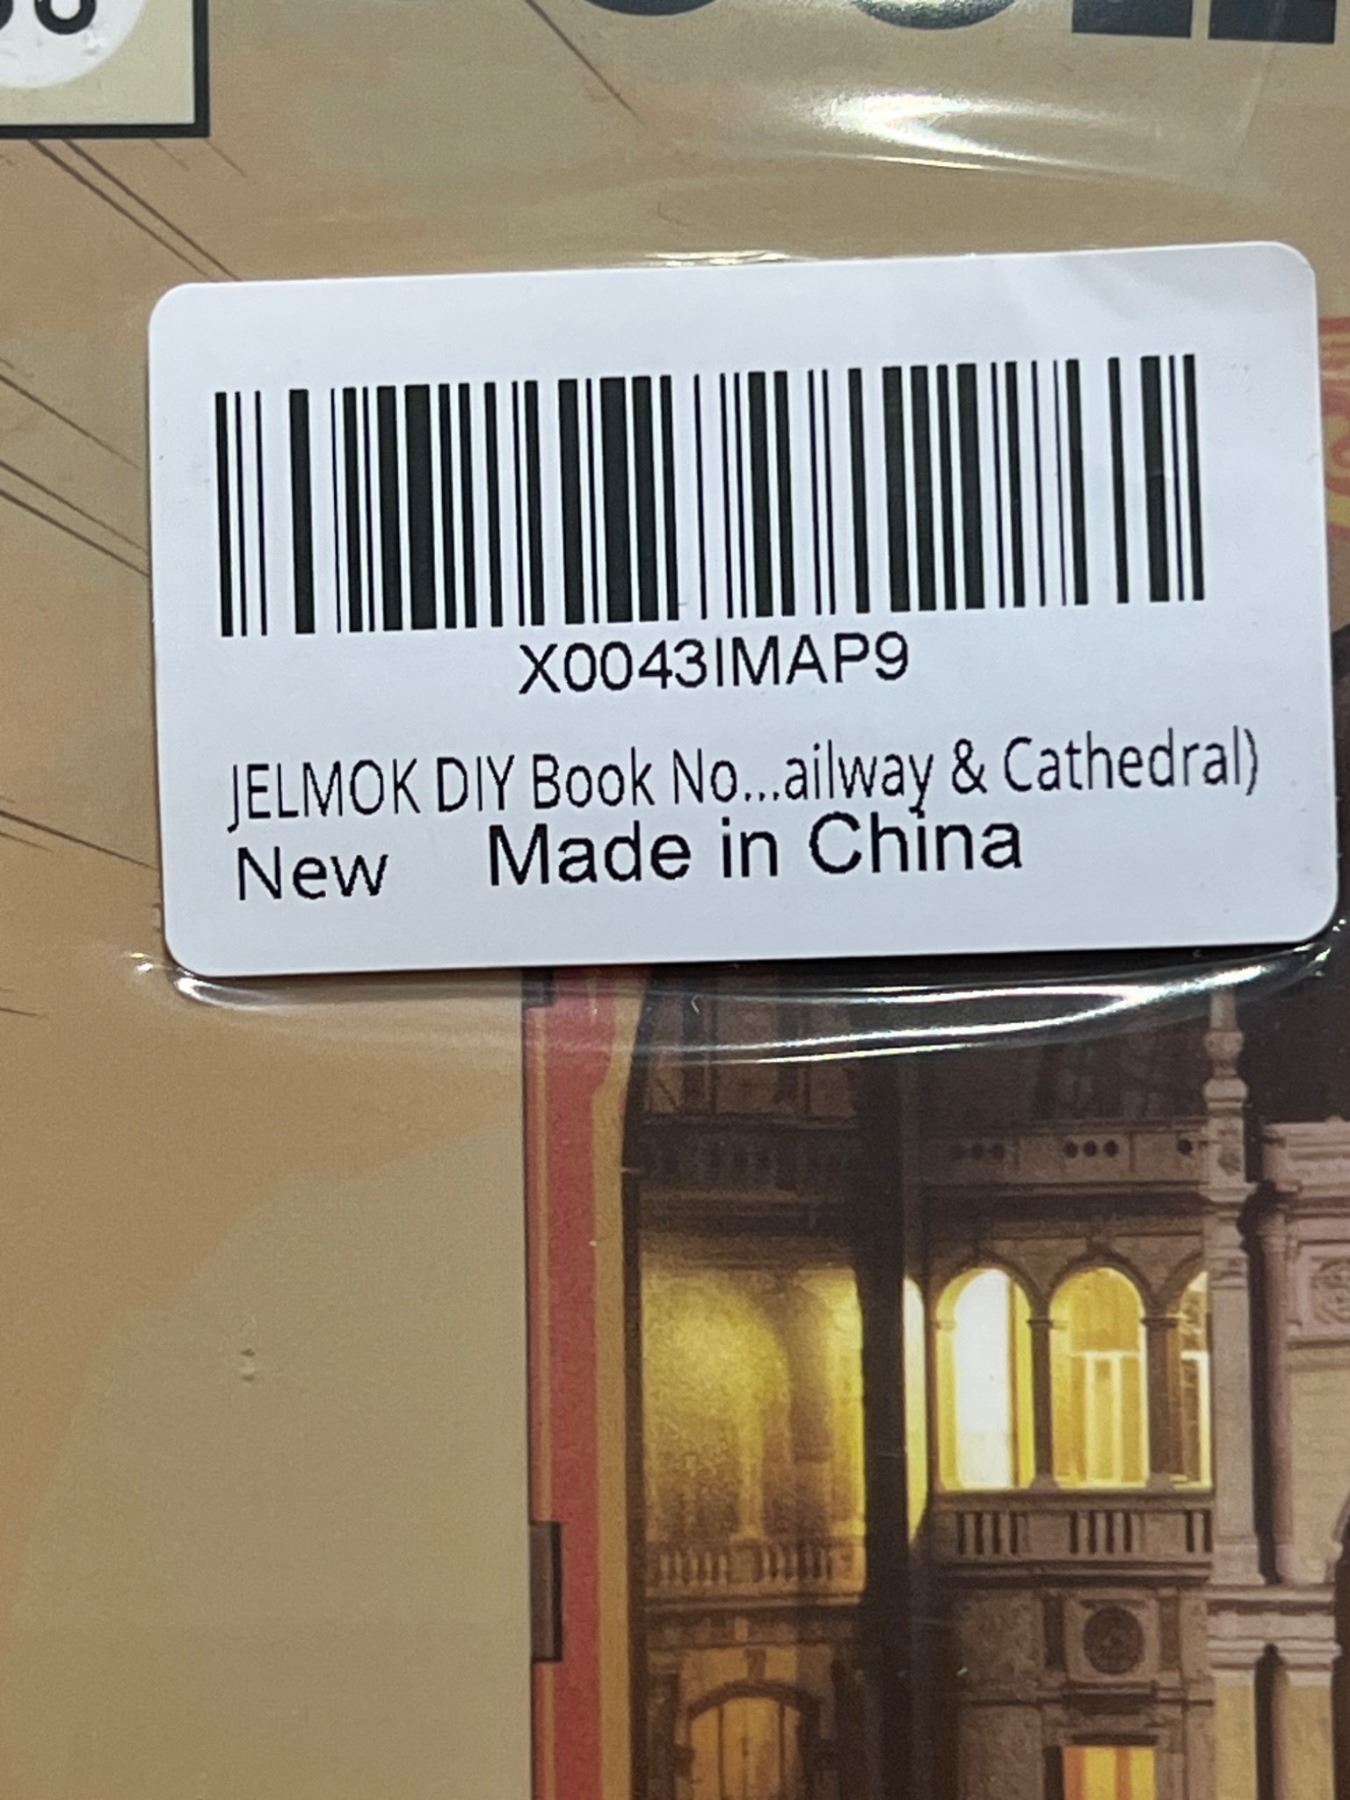 X0043IMAP9
JELMOK DIY Book No...ailway & Cathedral)
New Made in China